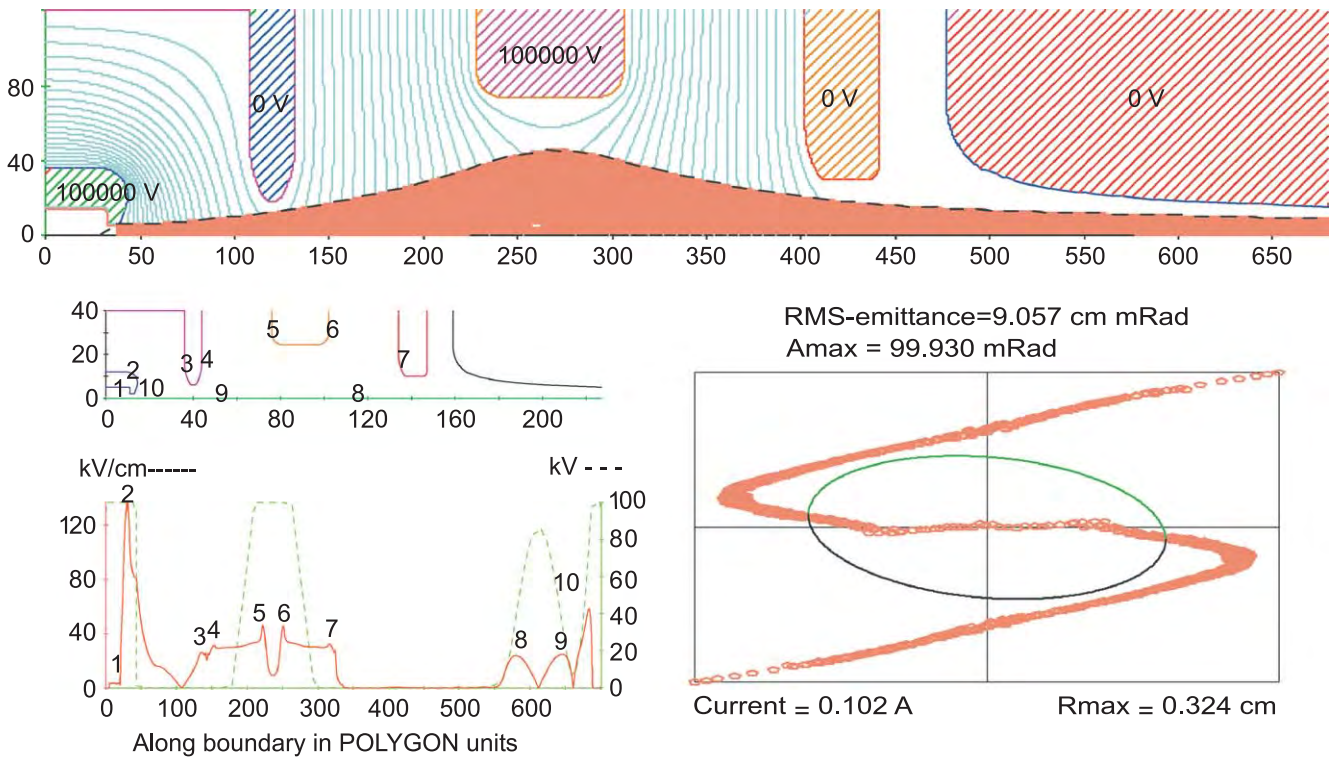 100000 V
0 V
100000 V
0 V
0 V
80
40
0
0 50 100 150 200 250 300 350 400 450 500 550 600 650
40
20
0
5 6
3 4
7
2
1 10
9
8
0 40 80 120 160 200
RMS-emittance=9.057 cm mRad
Amax = 99.930 mRad
kV/cm------
kV - - -
120
80
40
0
100
80
60
40
20
0
2
10
5 6
7
3 4
8 9
1
0 100 200 300 400 500 600
Along boundary in POLYGON units
Current = 0.102 A
Rmax = 0.324 cm